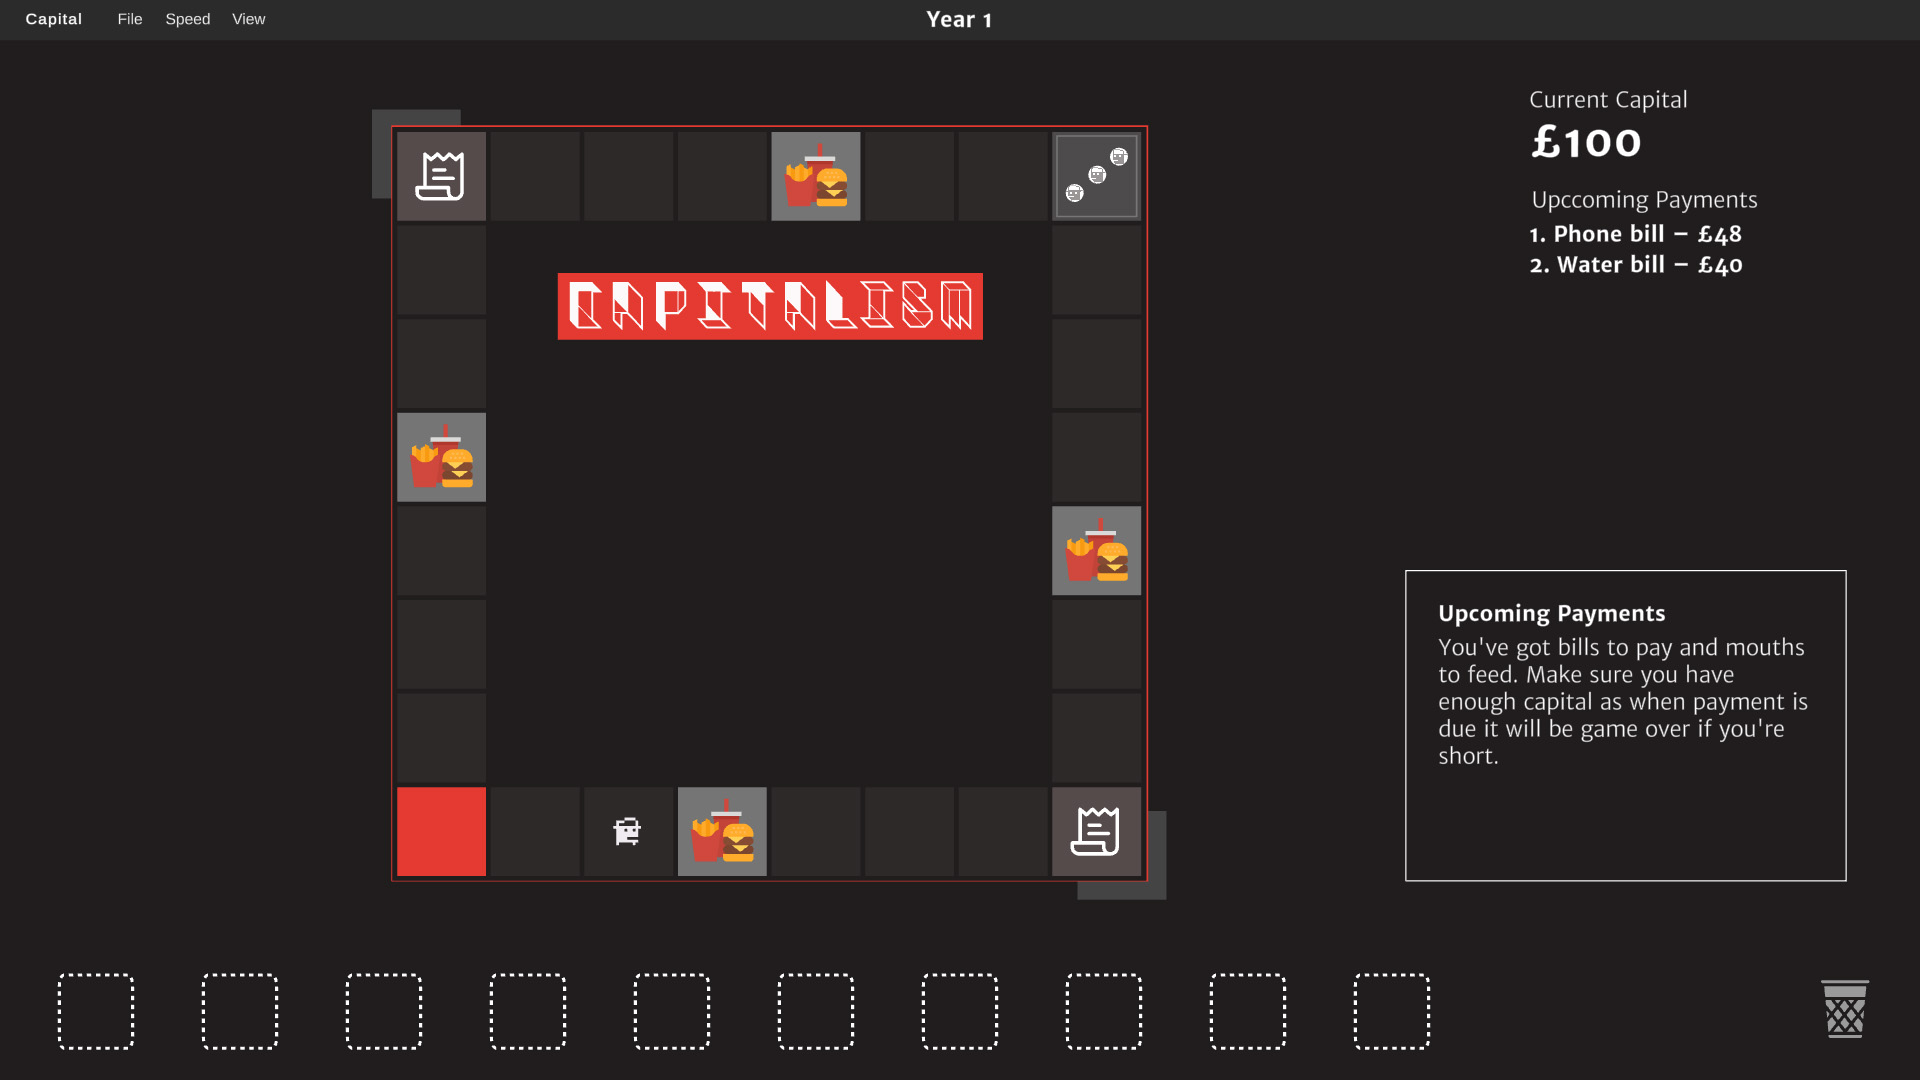 Capital File Speed View
Year 1
Current Capital
£100
Upccoming Payments
1. Phone bill – £48
2. Water bill – £40
CAPITALISM
Upcoming Payments
You've got bills to pay and mouths
to feed. Make sure you have
enough capital as when payment is
due it will be game over if you're
short.